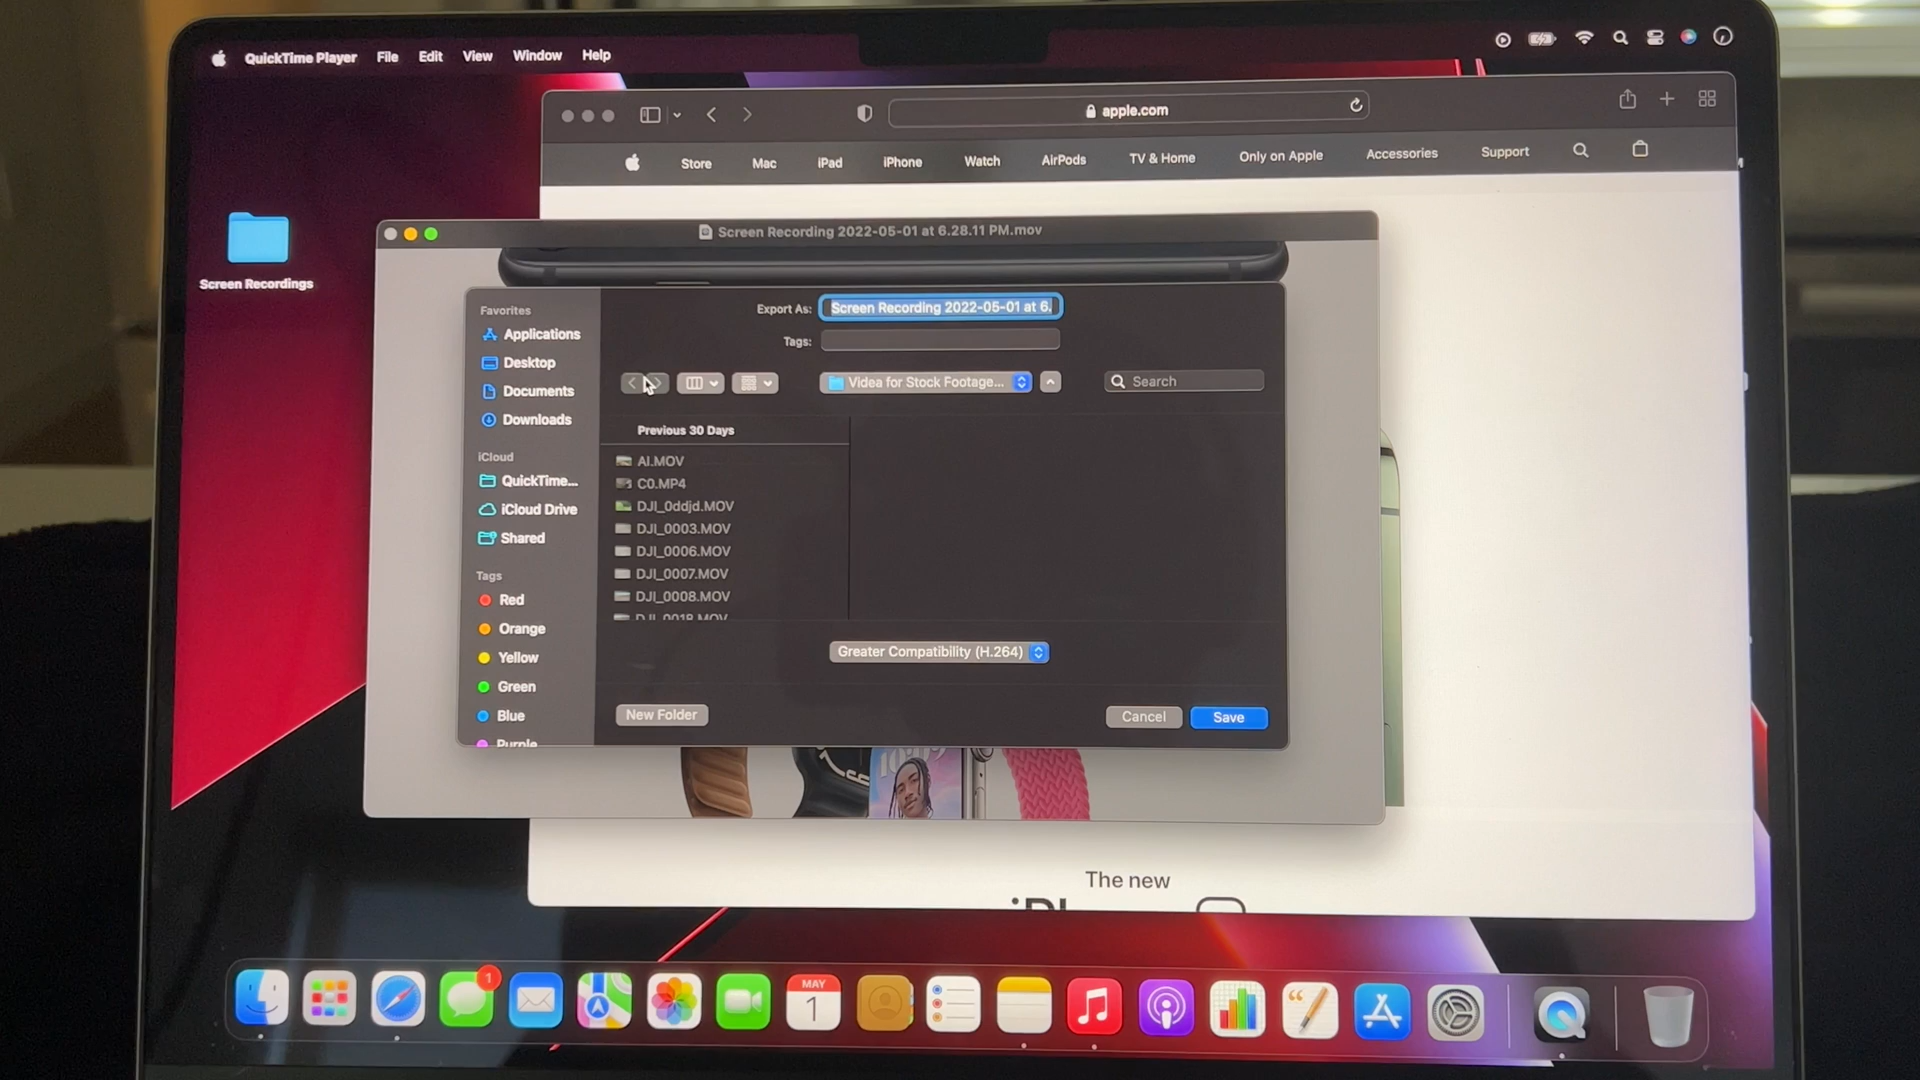 QuickTime Player File Edit View Window Help
apple.com
Store Mac iPad iPhone Watch AirPods TV & Home Only on Apple Accessories Support
Screen Recordings
Screen Recording 2022-05-01 at 6.28.11 PM.mov
Favorites
Applications
Desktop
Documents
Downloads
iCloud
QuickTime...
iCloud Drive
Shared
Tags
Red
Orange
Yellow
Green
Blue
Purple
Export As: Screen Recording 2022-05-01 at 6.
Tags:
Videa for Stock Footage...
Search
Previous 30 Days
AI.MOV
C0.MP4
DJI_0ddjd.MOV
DJI_0003.MOV
DJI_0006.MOV
DJI_0007.MOV
DJI_0008.MOV
DJI_0018.MOV
Greater Compatibility (H.264)
New Folder
Cancel
Save
The new
1
MAY
1